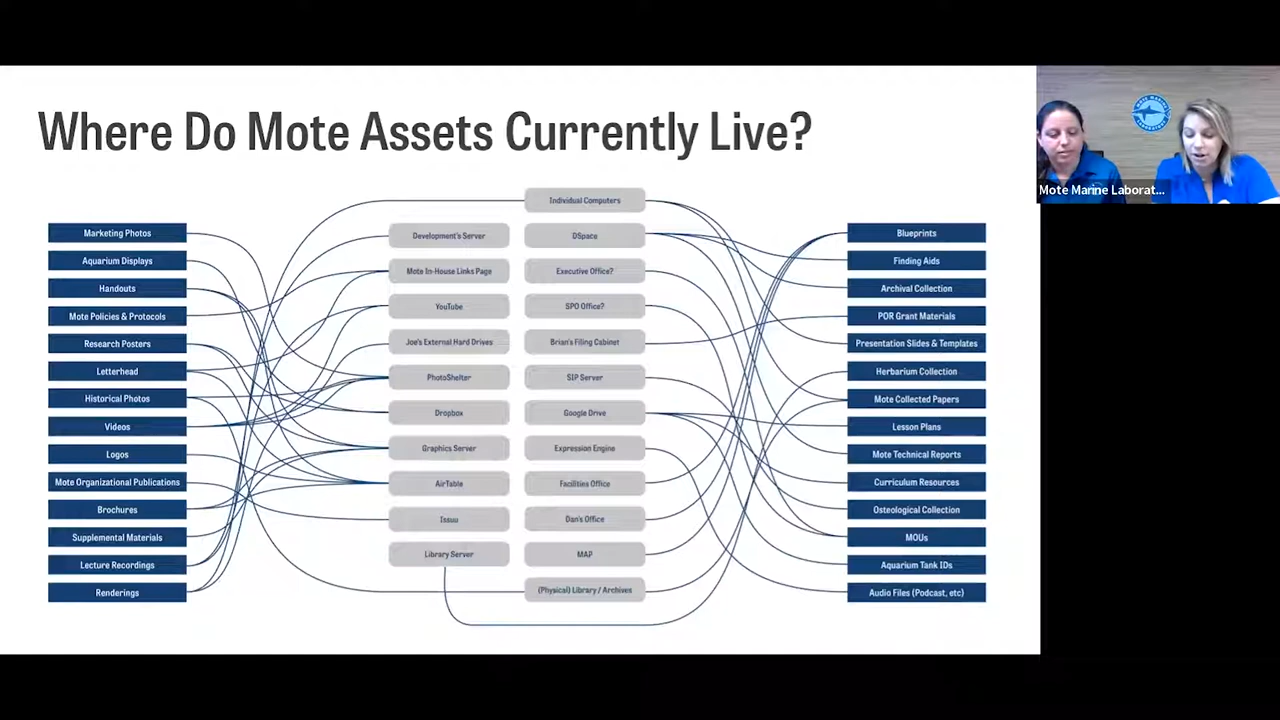 Where Do Mote Assets Currently Live?
Marketing Photos
Aquarium Displays
Handouts
Mote Policies & Protocols
Research Posters
Letterhead
Historical Photos
Videos
Logos
Mote Organizational Publications
Brochures
Supplemental Materials
Lecture Recordings
Renderings
Development's Server
Mote In-House Links Page
YouTube
Joe's External Hard Drives
PhotoShelter
Dropbox
Graphics Server
AirTable
Issuu
Library Server
Individual Computers
DSpace
Executive Office?
SPO Office?
Brian's Filing Cabinet
SIP Server
Google Drive
Expression Engine
Facilities Office
Dan's Office
MAP
(Physical) Library / Archives
Blueprints
Finding Aids
Archival Collection
POR Grant Materials
Presentation Slides & Templates
Herbarium Collection
Mote Collected Papers
Lesson Plans
Mote Technical Reports
Curriculum Resources
Osteological Collection
MOUs
Aquarium Tank IDs
Audio Files (Podcast, etc)
MOTE MARINE
LABORATORY
Mote Marine Laborat...